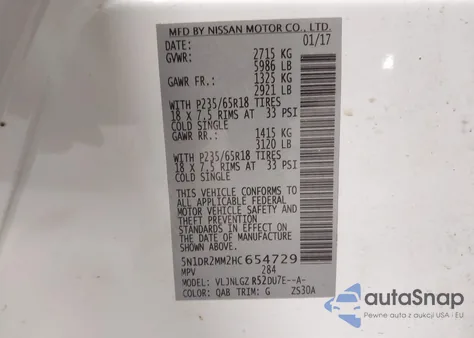 MFD BY NISSAN MOTOR CO., LTD.
DATE: 01/17
GVWR: 2715 KG
5986 LB
GAWR FR.: 1325 KG
2921 LB
WITH P235/65R18 TIRES
18 X 7.5 RIMS AT 33 PSI
COLD SINGLE
GAWR RR.: 1415 KG
3120 LB
WITH P235/65R18 TIRES
18 X 7.5 RIMS AT 33 PSI
COLD SINGLE
THIS VEHICLE CONFORMS TO
ALL APPLICABLE FEDERAL
MOTOR VEHICLE SAFETY AND
THEFT PREVENTION
STANDARDS IN EFFECT ON
THE DATE OF MANUFACTURE
SHOWN ABOVE.
5N1DR2MM2HC654729
MPV 284
MODEL: VLJNLGZ R52DU7E--A-
COLOR: QAB TRIM: G ZS30A
autoSnap
Pewne auta z USA